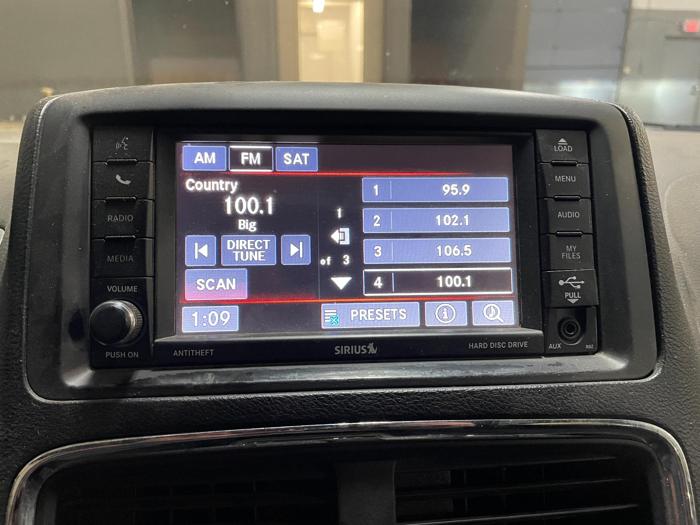 AM FM SAT
LOAD
MENU
Country
100.1
Big
1 95.9
2 102.1
RADIO
AUDIO
1
of 3
DIRECT
TUNE
3 106.5
MEDIA
MY
FILES
SCAN
4 100.1
PULL
VOLUME
1:09
PRESETS
PUSH ON
ANTITHEFT
SIRIUS
HARD DISC DRIVE
AUX